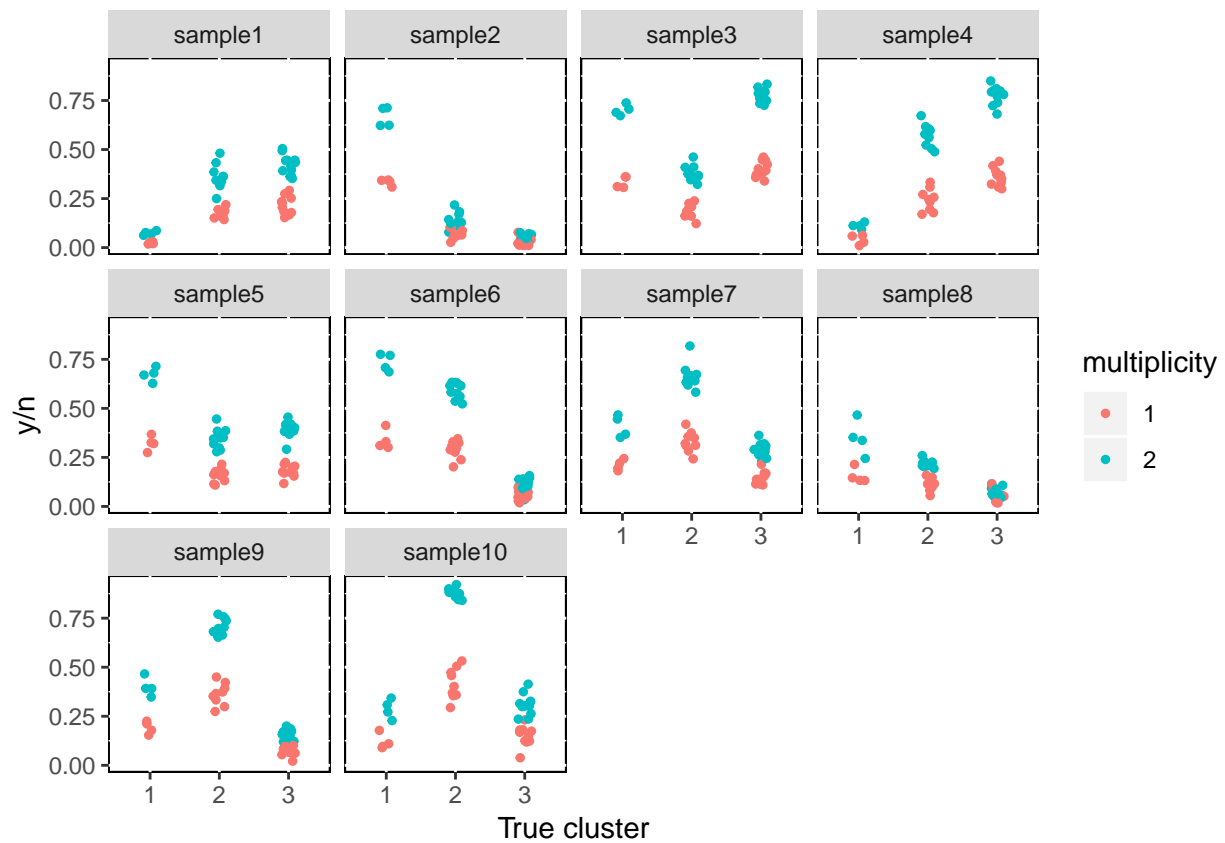 sample1 sample2 sample3 sample4
0.75
0.50
0.25
0.00
sample5 sample6 sample7 sample8
0.75
0.50
0.25
0.00
1 2 3 1 2 3
sample9 sample10
0.75
0.50
0.25
0.00
1 2 3 1 2 3
True cluster
y/n
multiplicity
1
2